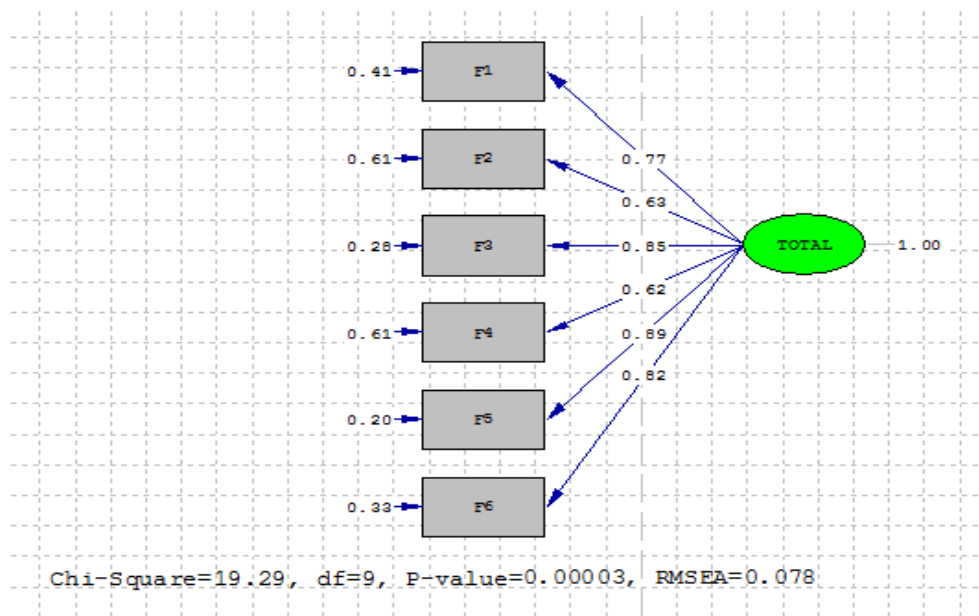 0.41 F1
0.77
0.61 F2
0.63
0.28 F3 0.85 TOTAL 1.00
0.62
0.61 F4 0.89
0.82
0.20 F5
0.33 F6
Chi-Square=19.29, df=9, P-value=0.00003, RMSEA=0.078